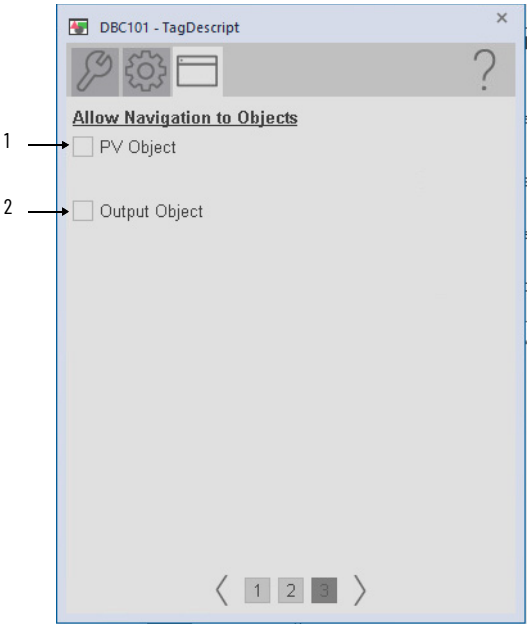 DBC101 - TagDescript
?
Allow Navigation to Objects
1
PV Object
2
Output Object
1 2 3